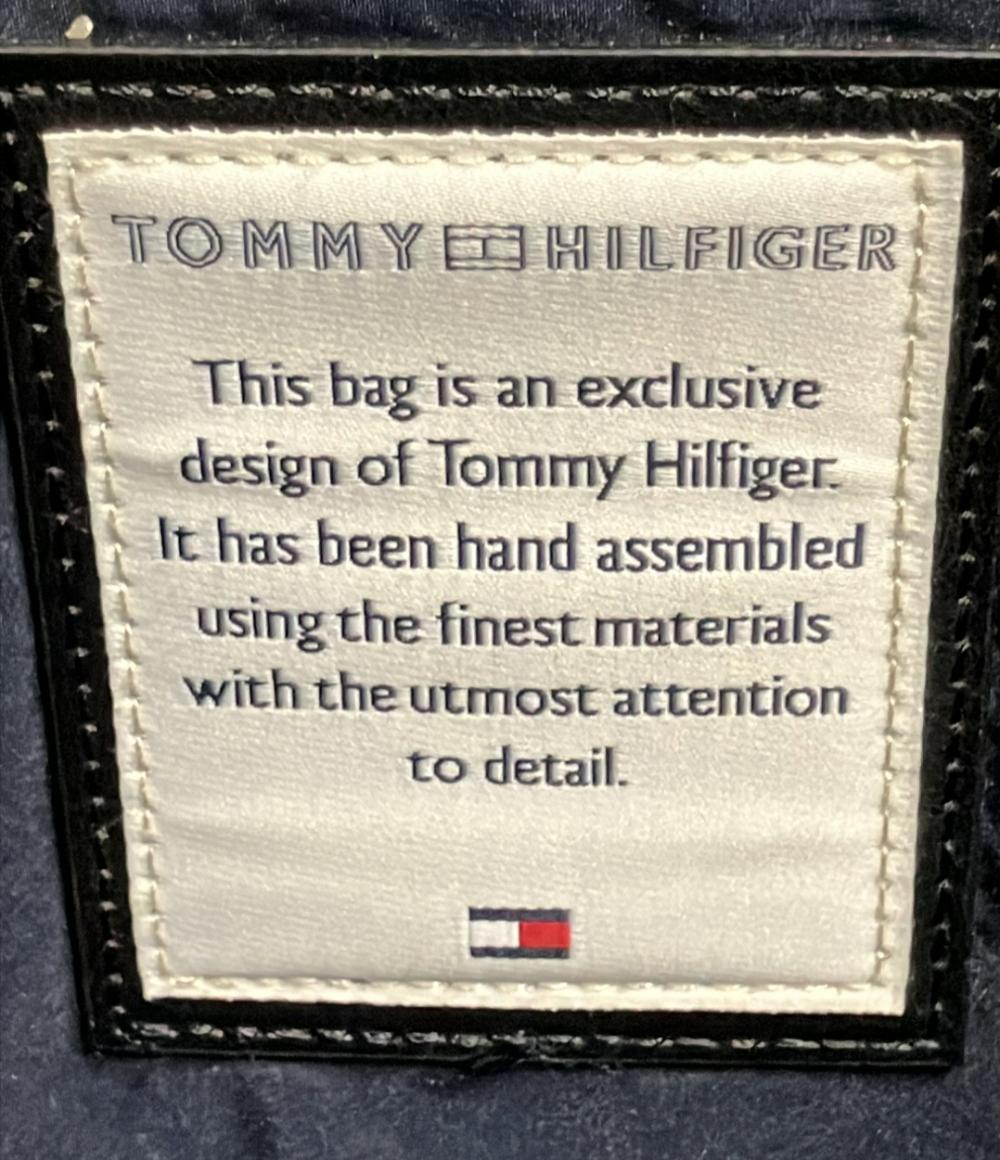 TOMMY HILFIGER
This bag is an exclusive
design of Tommy Hilfiger.
It has been hand assembled
using the finest materials
with the utmost attention
to detail.